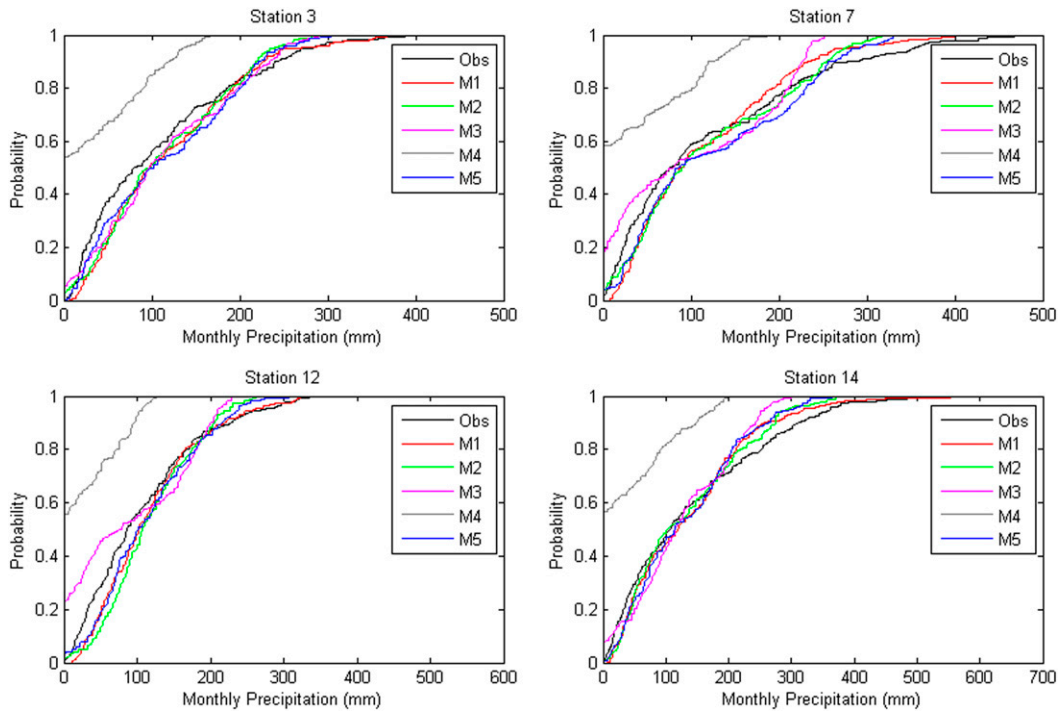 Station 3
1
0.8
0.6
0.4
0.2
0
Probability
0 100 200 300 400 500
Monthly Precipitation (mm)
Obs
M1
M2
M3
M4
M5
Station 7
1
0.8
0.6
0.4
0.2
0
Probability
0 100 200 300 400 500
Monthly Precipitation (mm)
Obs
M1
M2
M3
M4
M5
Station 12
1
0.8
0.6
0.4
0.2
0
Probability
0 100 200 300 400 500 600
Monthly Precipitation (mm)
Obs
M1
M2
M3
M4
M5
Station 14
1
0.8
0.6
0.4
0.2
0
Probability
0 100 200 300 400 500 600 700
Monthly Precipitation (mm)
Obs
M1
M2
M3
M4
M5